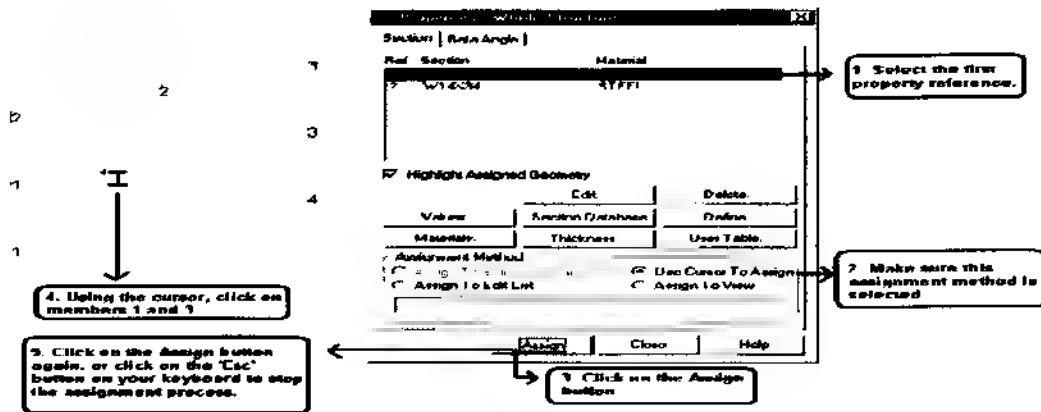 Section Beta Angle
Ref Section Material
2 STEEL
2
3
4
1
Highlight Assigned Geometry
Edit Delete
Values Section Database Define
Materials Thickness User Table
Assignment Method
Use Cursor To Assign
Assign To Edit List Assign To View
Assign Close Help
1. Select the first
property reference.
2. Make sure this
assignment method is
selected
3. Click on the Assign
button
4. Using the cursor, click on
members 1 and 3
5. Click on the Assign button
again, or click on the 'Esc'
button on your keyboard to stop
the assignment process.